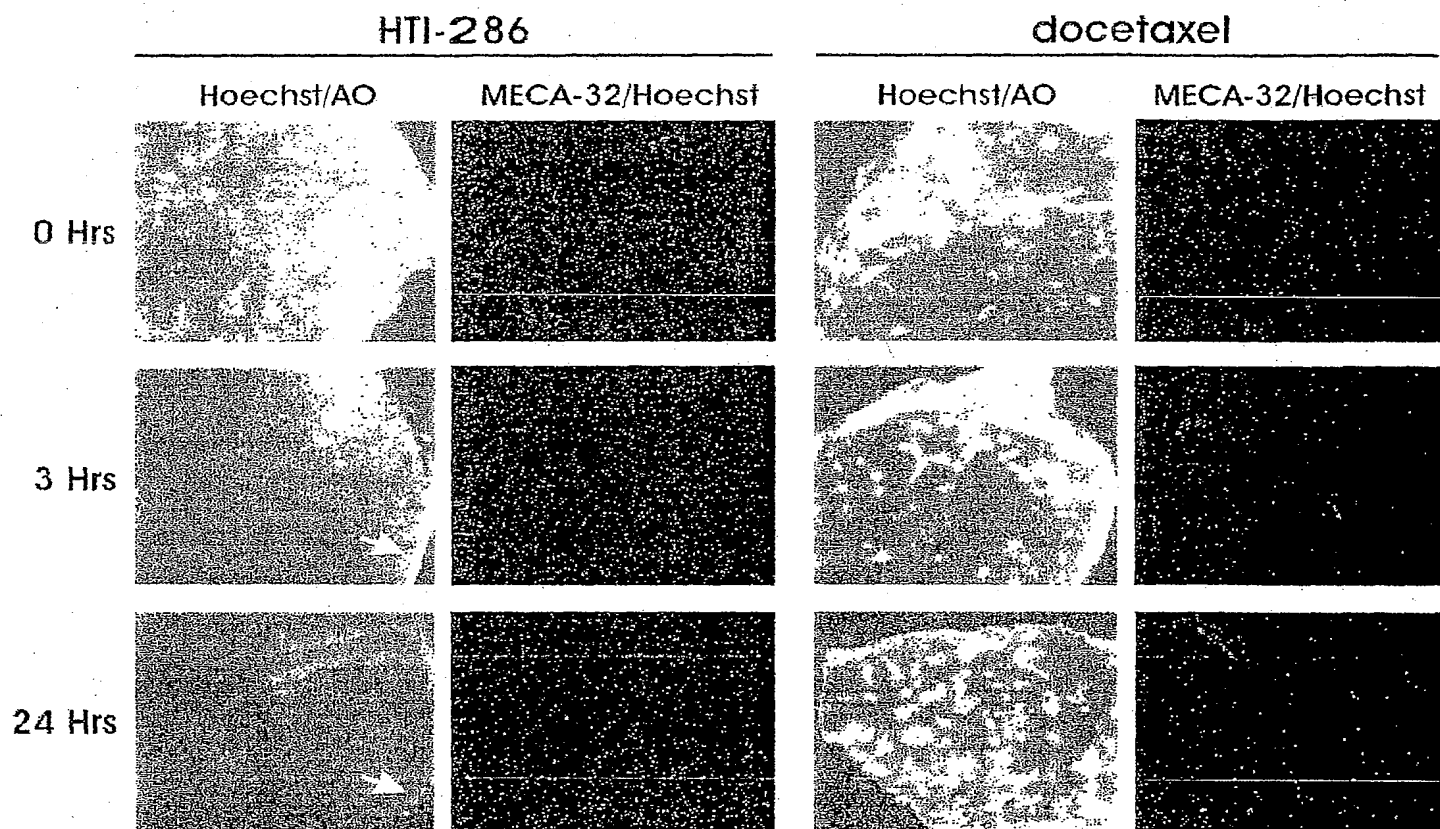 HTI-286 docetaxel
Hoechst/AO MECA-32/Hoechst Hoechst/AO MECA-32/Hoechst
0 Hrs
3 Hrs
24 Hrs